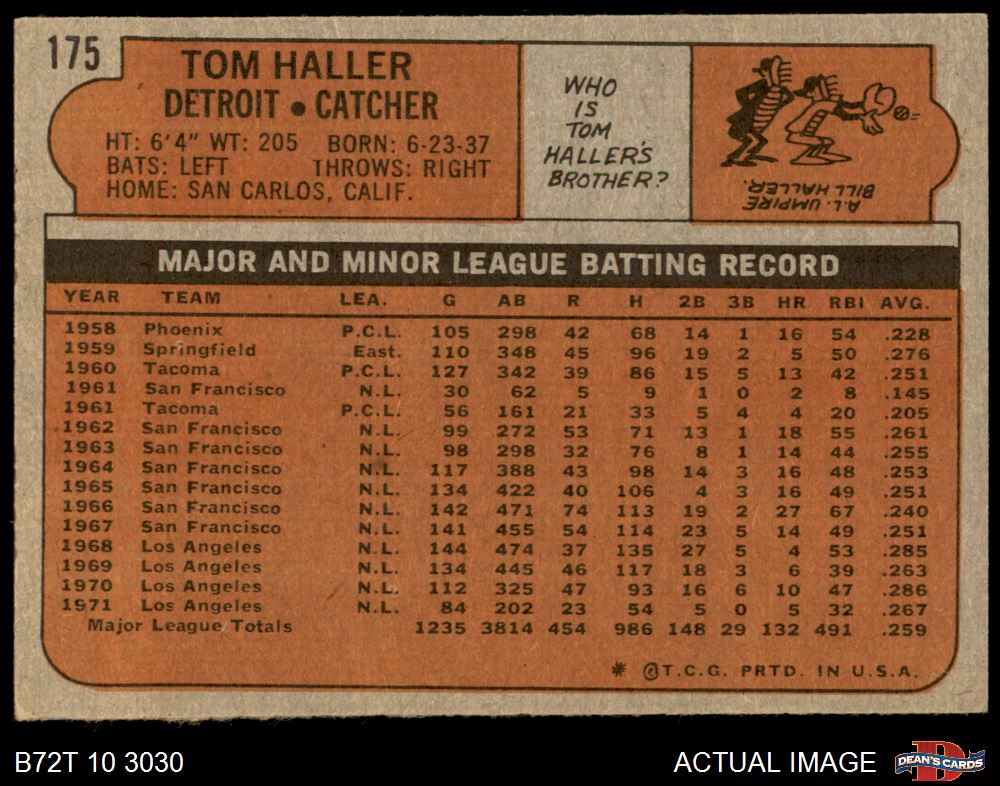 175
TOM HALLER
DETROIT • CATCHER
HT: 6'4" WT: 205 BORN: 6-23-37
BATS: LEFT THROWS: RIGHT
HOME: SAN CARLOS, CALIF.
WHO
IS
TOM
HALLER'S
BROTHER?
A.L. UMPIRE
BILL HALLER.
MAJOR AND MINOR LEAGUE BATTING RECORD
YEAR TEAM LEA. G AB R H 2B 3B HR RBI AVG.
1958 Phoenix P.C.L. 105 298 42 68 14 1 16 54 .228
1959 Springfield East. 110 348 45 96 19 2 5 50 .276
1960 Tacoma P.C.L. 127 342 39 86 15 5 13 42 .251
1961 San Francisco N.L. 30 62 5 9 1 0 2 8 .145
1961 Tacoma P.C.L. 56 161 21 33 5 4 4 20 .205
1962 San Francisco N.L. 99 272 53 71 13 1 18 55 .261
1963 San Francisco N.L. 98 298 32 76 8 1 14 44 .255
1964 San Francisco N.L. 117 388 43 98 14 3 16 48 .253
1965 San Francisco N.L. 134 422 40 106 4 3 16 49 .251
1966 San Francisco N.L. 142 471 74 113 19 2 27 67 .240
1967 San Francisco N.L. 141 455 54 114 23 5 14 49 .251
1968 Los Angeles N.L. 144 474 37 135 27 5 4 53 .285
1969 Los Angeles N.L. 134 445 46 117 18 3 6 39 .263
1970 Los Angeles N.L. 112 325 47 93 16 6 10 47 .286
1971 Los Angeles N.L. 84 202 23 54 5 0 5 32 .267
Major League Totals 1235 3814 454 986 148 29 132 491 .259
* ©T.C.G. PRTD. IN U.S.A.
B72T 10 3030
ACTUAL IMAGE
D
DEAN'S CARDS